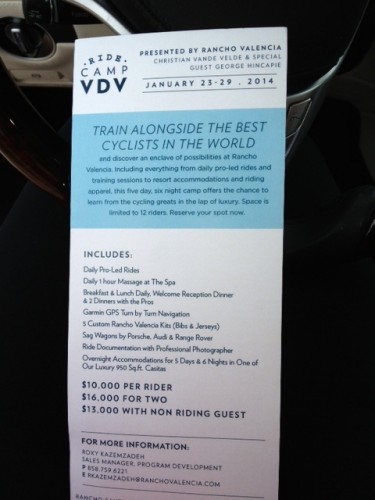 PRESENTED BY RANCHO VALENCIA
.RIDE.
CHRISTIAN VANDE VELDE & SPECIAL
CAMP
GUEST GEORGE HINCAPIE
VDV
JANUARY 23-29 , 2014
TRAIN ALONGSIDE THE BEST
CYCLISTS IN THE WORLD
and discover an enclave of possibilities at Rancho
Valencia. Including everything from daily pro-led rides and
training sessions to resort accommodations and riding
apparel, this five day, six night camp offers the chance to
learn from the cycling greats in the lap of luxury. Space is
limited to 12 riders. Reserve your spot now.
INCLUDES:
Daily Pro-Led Rides
Daily 1 hour Massage at The Spa
Breakfast & Lunch Daily, Welcome Reception Dinner
& 2 Dinners with the Pros
Garmin GPS Turn by Turn Navigation
5 Custom Rancho Valencia Kits (Bibs & Jerseys)
Sag Wagons by Porsche, Audi & Range Rover
Ride Documentation with Professional Photographer
Overnight Accommodations for 5 Days & 6 Nights in One of
Our Luxury 950 Sq.ft. Casitas
$10,000 PER RIDER
$16,000 FOR TWO
$13,000 WITH NON RIDING GUEST
FOR MORE INFORMATION:
ROXY KAZEMZADEH
SALES MANAGER, PROGRAM DEVELOPMENT
P 858.759.6221
E RKAZEMZADEH@RANCHOVALENCIA.COM